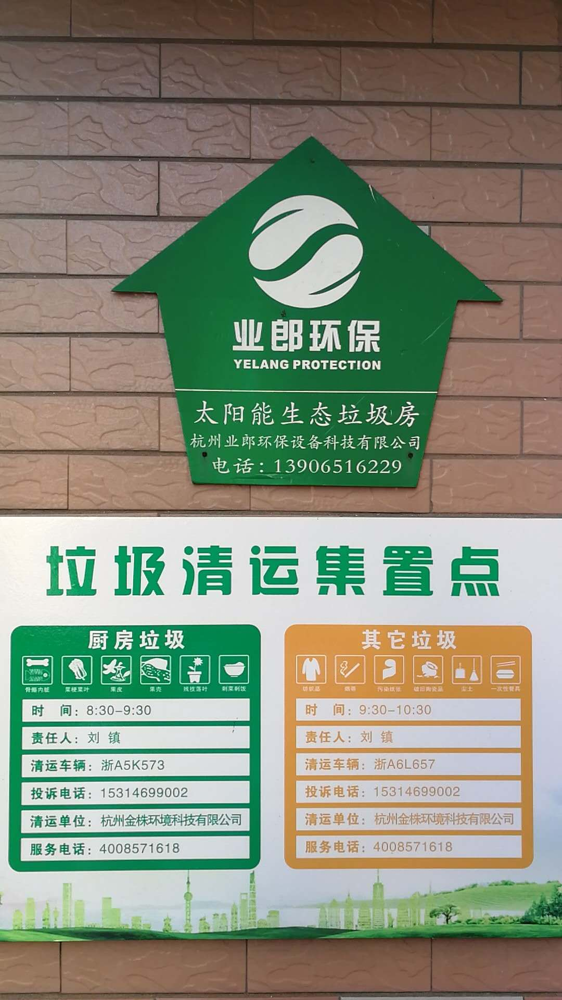 业郎环保
YELANG PROTECTION
太阳能生态垃圾房
杭州业郎环保设备科技有限公司
电话：13906516229
垃圾清运集置点
厨房垃圾
骨骼内脏 菜梗菜叶 果皮 果壳 残枝落叶 剩菜剩饭
时 间：8:30-9:30
责任人：刘 镇
清运车辆：浙A5K573
投诉电话：15314699002
清运单位：杭州金株环境科技有限公司
服务电话：4008571618
其它垃圾
纺织品 烟蒂 污染纸张 破旧陶瓷品 尘土 一次性餐具
时 间：9:30-10:30
责任人：刘 镇
清运车辆：浙A6L657
投诉电话：15314699002
清运单位：杭州金株环境科技有限公司
服务电话：4008571618